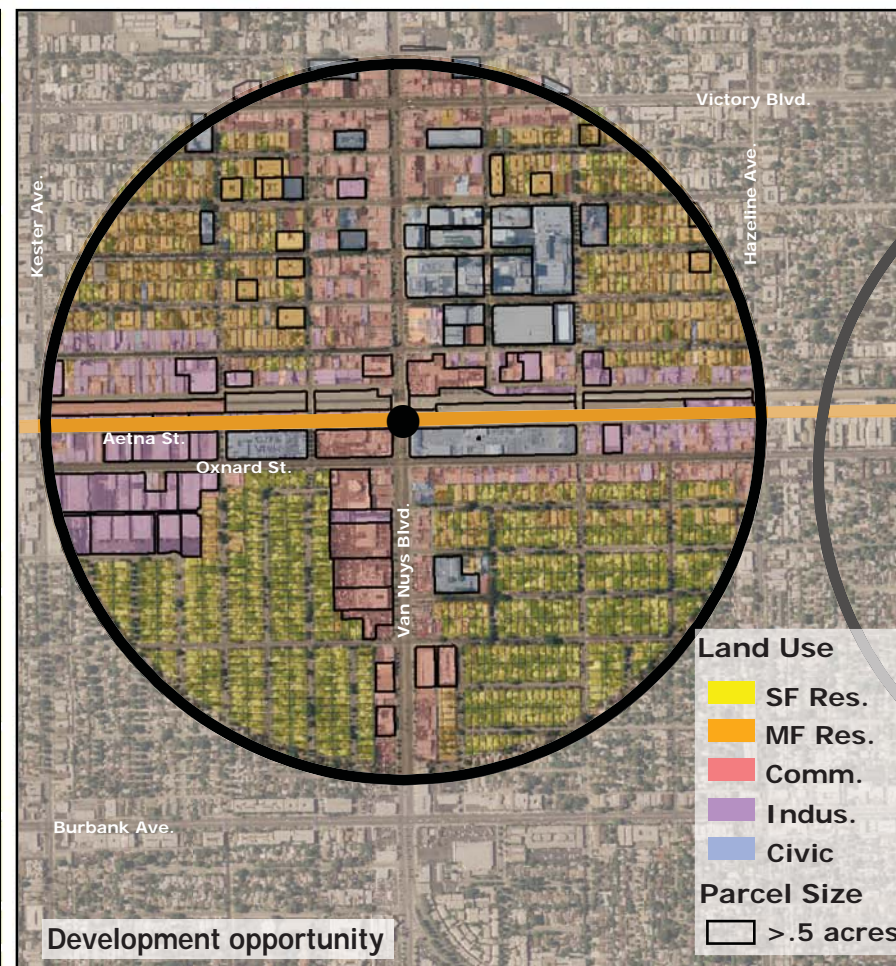 Victory Blvd.
Kester Ave.
Hazeline Ave.
Aetna St.
Oxnard St.
Van Nuys Blvd.
Land Use
SF Res.
MF Res.
Comm.
Indus.
Civic
Parcel Size
>.5 acres
Burbank Ave.
Development opportunity